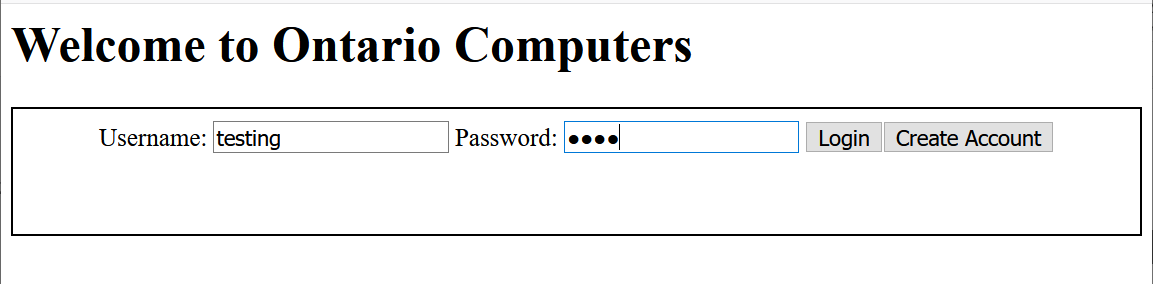 Welcome to Ontario Computers
Username: testing Password: ●●●● Login Create Account